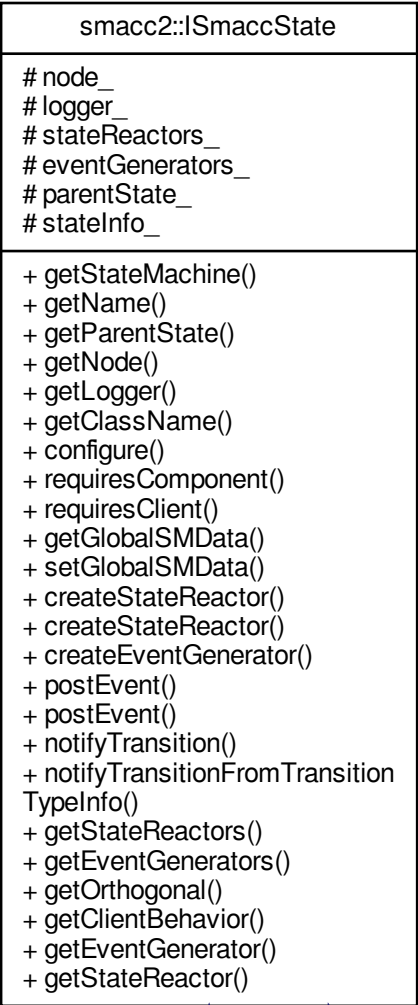 smacc2::ISmaccState
# node_
# logger_
# stateReactors_
# eventGenerators_
# parentState_
# stateInfo_
+ getStateMachine()
+ getName()
+ getParentState()
+ getNode()
+ getLogger()
+ getClassName()
+ configure()
+ requiresComponent()
+ requiresClient()
+ getGlobalSMData()
+ setGlobalSMData()
+ createStateReactor()
+ createStateReactor()
+ createEventGenerator()
+ postEvent()
+ postEvent()
+ notifyTransition()
+ notifyTransitionFromTransition
TypeInfo()
+ getStateReactors()
+ getEventGenerators()
+ getOrthogonal()
+ getClientBehavior()
+ getEventGenerator()
+ getStateReactor()